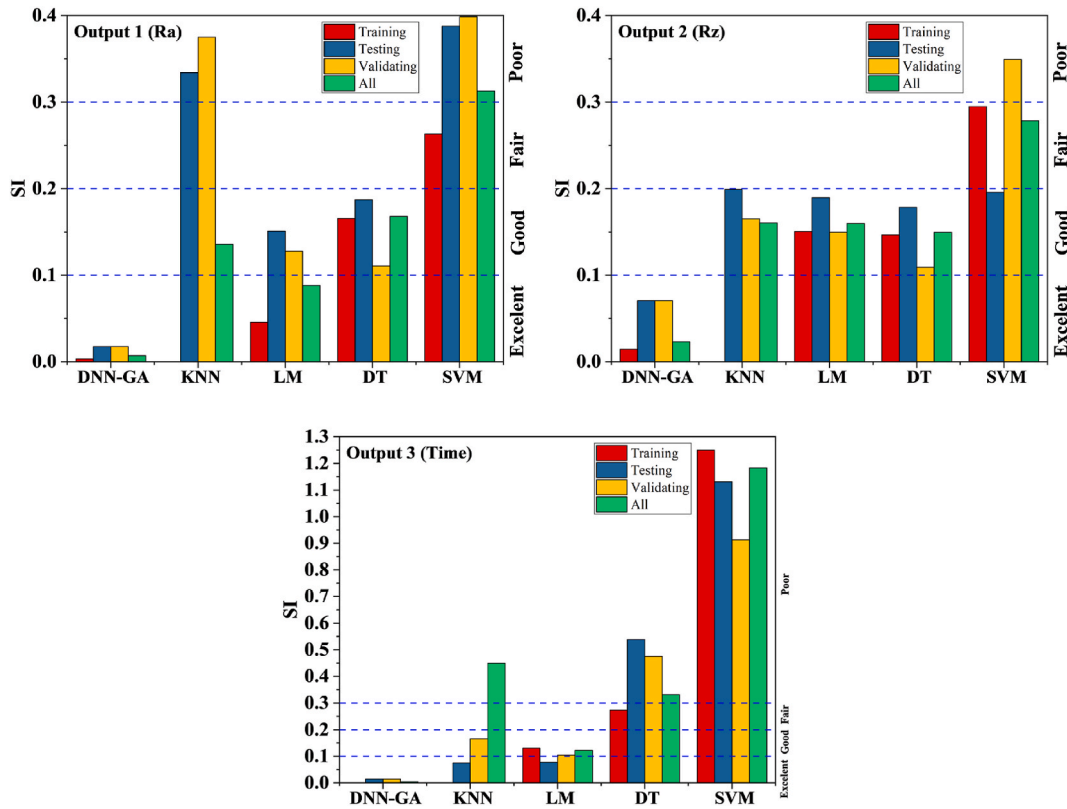 Output 1 (Ra)
Training
Testing
Validating
All
SI
0.4
0.3
0.2
0.1
0.0
DNN-GA KNN LM DT SVM
Poor
Fair
Good
Excelent
Output 2 (Rz)
Training
Testing
Validating
All
SI
0.4
0.3
0.2
0.1
0.0
DNN-GA KNN LM DT SVM
Poor
Fair
Good
Excelent
Output 3 (Time)
Training
Testing
Validating
All
SI
1.3
1.2
1.1
1.0
0.9
0.8
0.7
0.6
0.5
0.4
0.3
0.2
0.1
0.0
DNN-GA KNN LM DT SVM
Poor
Fair
Good
Excelent